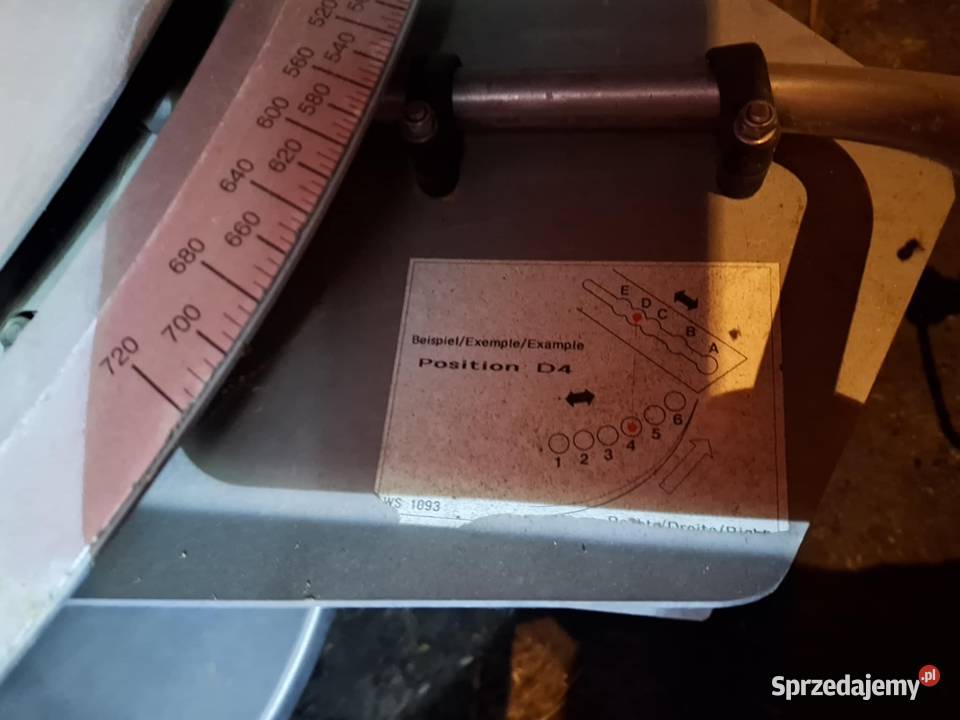 520
540
560
580
600
620
640
660
680
700
720
E
D
C
B
A
Beispiel/Exemple/Example
Position D4
1 2 3 4 5 6
WS 1093
Sprzedajemy.pl